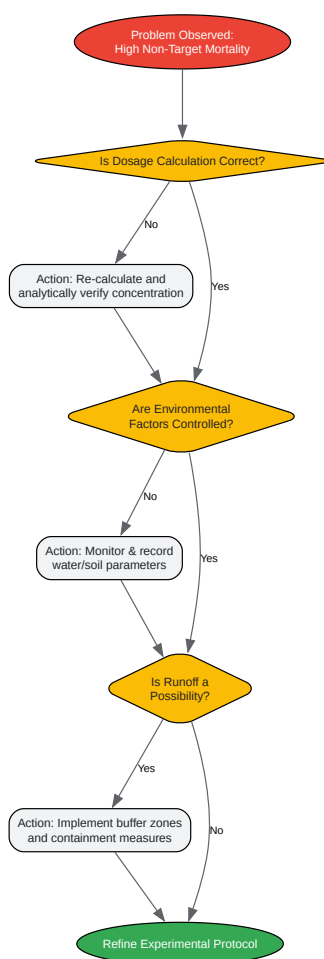 Problem Observed:
High Non-Target Mortality
Is Dosage Calculation Correct?
No
Action: Re-calculate and
analytically verify concentration
Yes
Are Environmental
Factors Controlled?
No
Action: Monitor & record
water/soil parameters
Yes
Is Runoff a
Possibility?
Yes
Action: Implement buffer zones
and containment measures
No
Refine Experimental Protocol